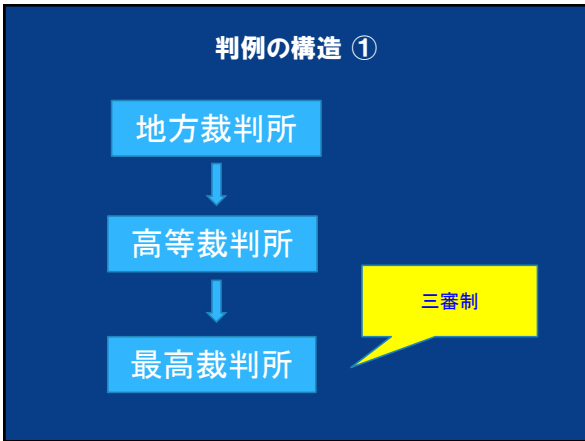 判例の構造 ①
地方裁判所
高等裁判所
三審制
最高裁判所